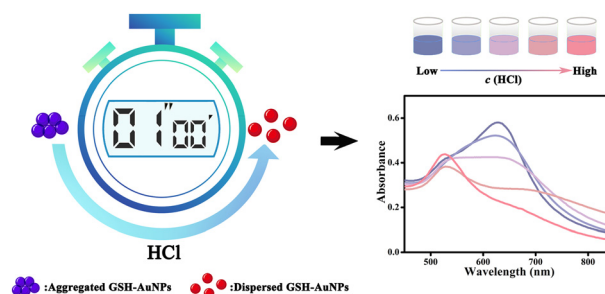 01''00'
HCl
:Aggregated GSH-AuNPs :Dispersed GSH-AuNPs
Low High
c (HCl)
0.6
0.4
0.2
0.0
Absorbance
500 600 700 800
Wavelength (nm)